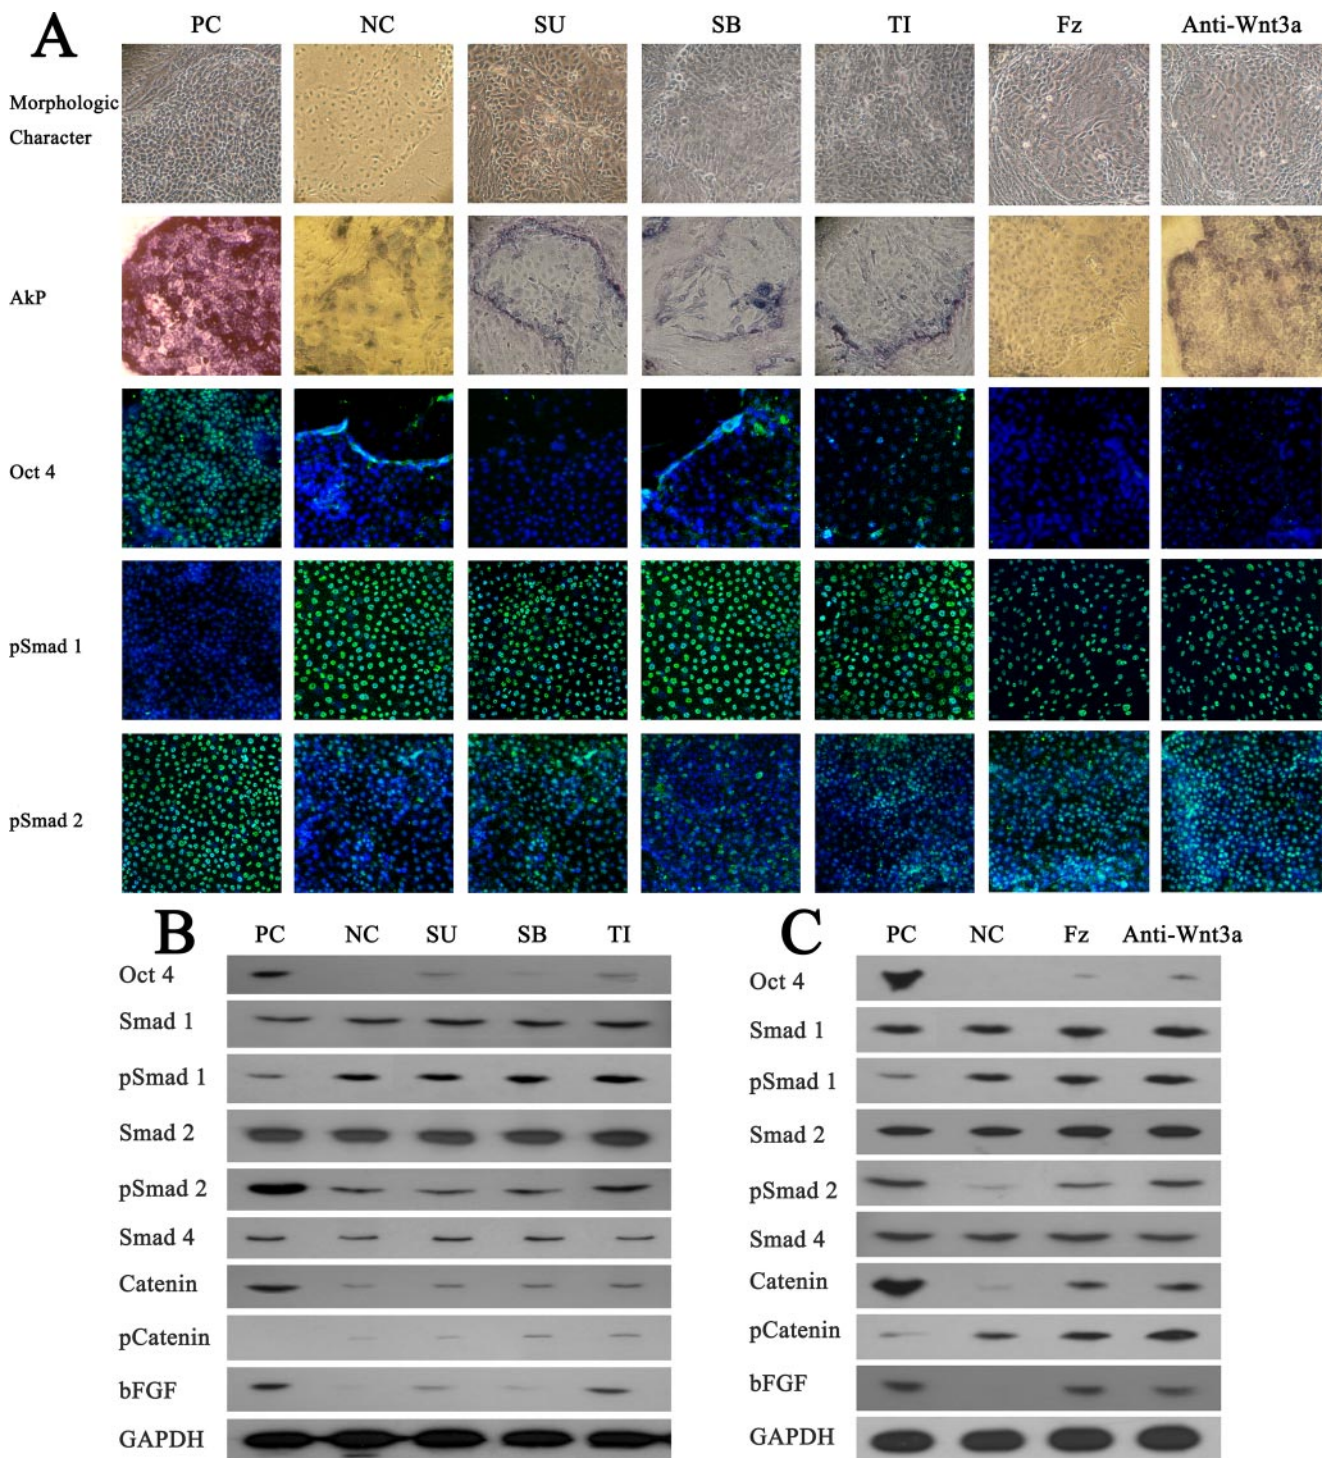 A
PC NC SU SB TI Fz Anti-Wnt3a
Morphologic
Character
AkP
Oct 4
pSmad 1
pSmad 2
B
PC NC SU SB TI
Oct 4
Smad 1
pSmad 1
Smad 2
pSmad 2
Smad 4
Catenin
pCatenin
bFGF
GAPDH
C
PC NC Fz Anti-Wnt3a
Oct 4
Smad 1
pSmad 1
Smad 2
pSmad 2
Smad 4
Catenin
pCatenin
bFGF
GAPDH